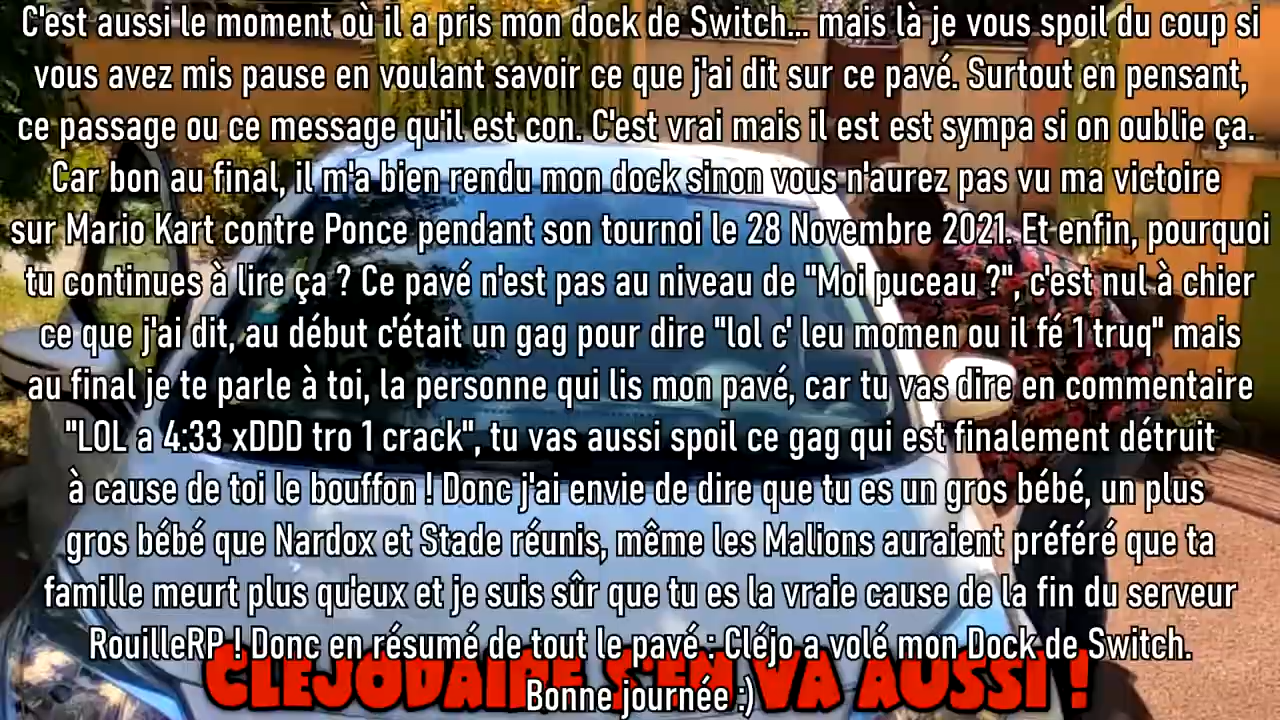 C'est aussi le moment où il a pris mon dock de Switch... mais là je vous spoil du coup si
vous avez mis pause en voulant savoir ce que j'ai dit sur ce pavé. Surtout en pensant,
ce passage ou ce message qu'il est con. C'est vrai mais il est est sympa si on oublie ça.
Car bon au final, il m'a bien rendu mon dock sinon vous n'aurez pas vu ma victoire
sur Mario Kart contre Ponce pendant son tournoi le 28 Novembre 2021. Et enfin, pourquoi
tu continues à lire ça ? Ce pavé n'est pas au niveau de "Moi puceau ?", c'est nul à chier
ce que j'ai dit, au début c'était un gag pour dire "lol c' leu momen ou il fé 1 truq" mais
au final je te parle à toi, la personne qui lis mon pavé, car tu vas dire en commentaire
"LOL a 4:33 xDDD tro 1 crack", tu vas aussi spoil ce gag qui est finalement détruit
à cause de toi le bouffon ! Donc j'ai envie de dire que tu es un gros bébé, un plus
gros bébé que Nardox et Stade réunis, même les Malions auraient préféré que ta
famille meurt plus qu'eux et je suis sûr que tu es la vraie cause de la fin du serveur
RouilleRP ! Donc en résumé de tout le pavé : Cléjo a volé mon Dock de Switch.
CLEJODAIRE S'EN VA AUSSI !
Bonne journée :)